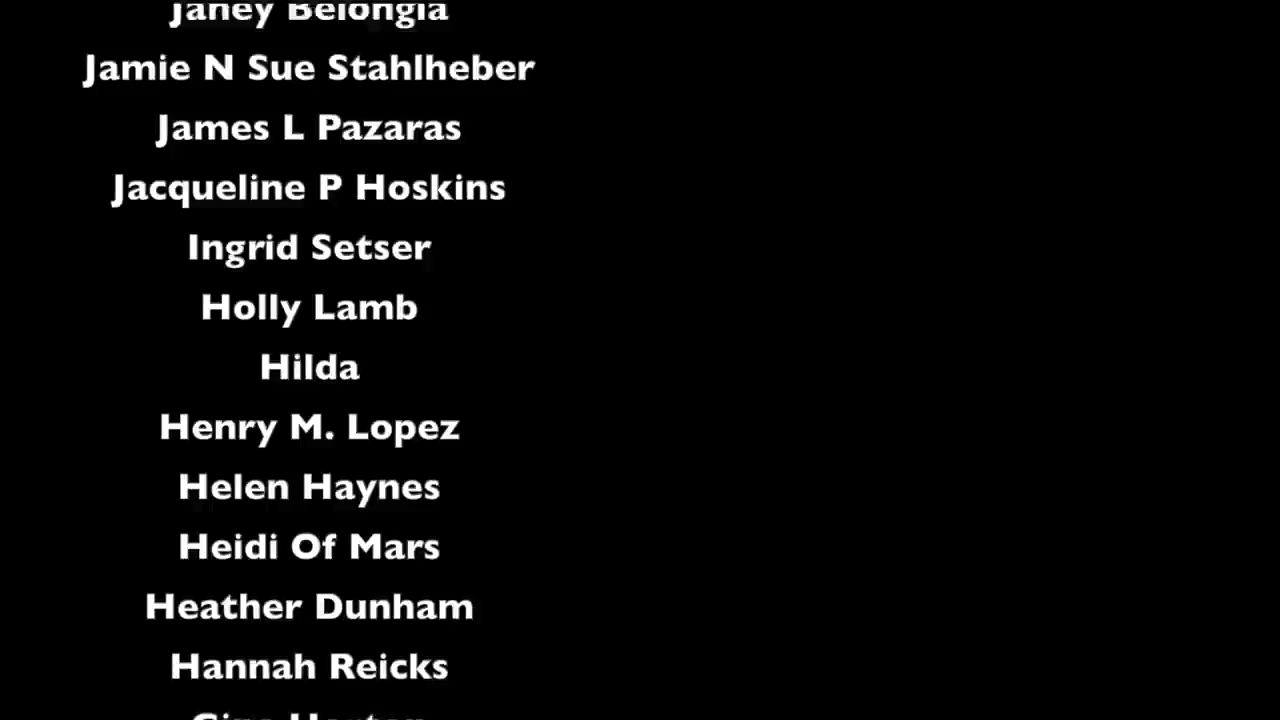 Janey Belongia
Jamie N Sue Stahlheber
James L Pazaras
Jacqueline P Hoskins
Ingrid Setser
Holly Lamb
Hilda
Henry M. Lopez
Helen Haynes
Heidi Of Mars
Heather Dunham
Hannah Reicks